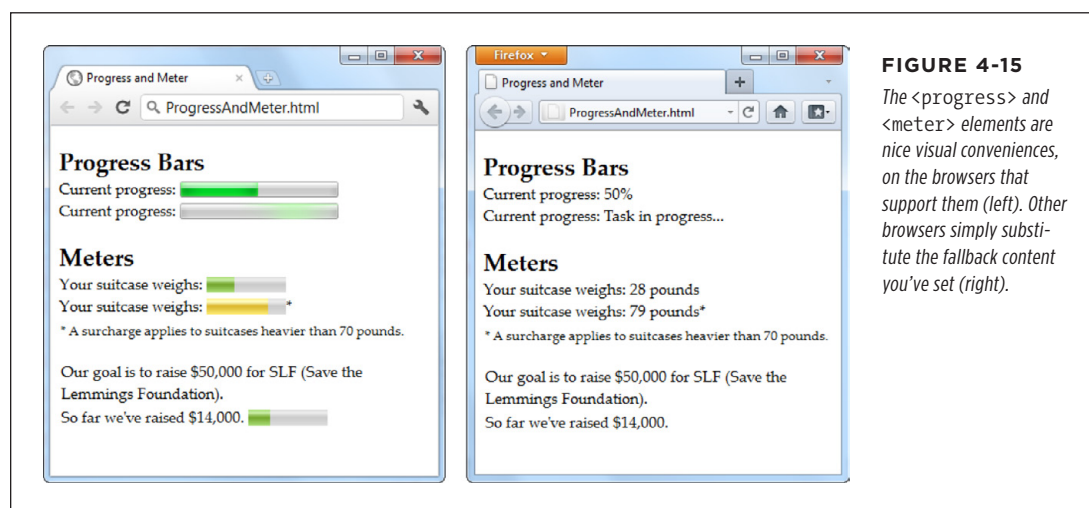 Progress and Meter
ProgressAndMeter.html
Progress Bars
Current progress:
Current progress:
Meters
Your suitcase weighs:
Your suitcase weighs: *
* A surcharge applies to suitcases heavier than 70 pounds.
Our goal is to raise $50,000 for SLF (Save the
Lemmings Foundation).
So far we've raised $14,000.
Firefox
Progress and Meter
ProgressAndMeter.html
Progress Bars
Current progress: 50%
Current progress: Task in progress...
Meters
Your suitcase weighs: 28 pounds
Your suitcase weighs: 79 pounds*
* A surcharge applies to suitcases heavier than 70 pounds.
Our goal is to raise $50,000 for SLF (Save the
Lemmings Foundation).
So far we've raised $14,000.
FIGURE 4-15
The <progress> and
<meter> elements are
nice visual conveniences,
on the browsers that
support them (left). Other
browsers simply substi-
tute the fallback content
you've set (right).